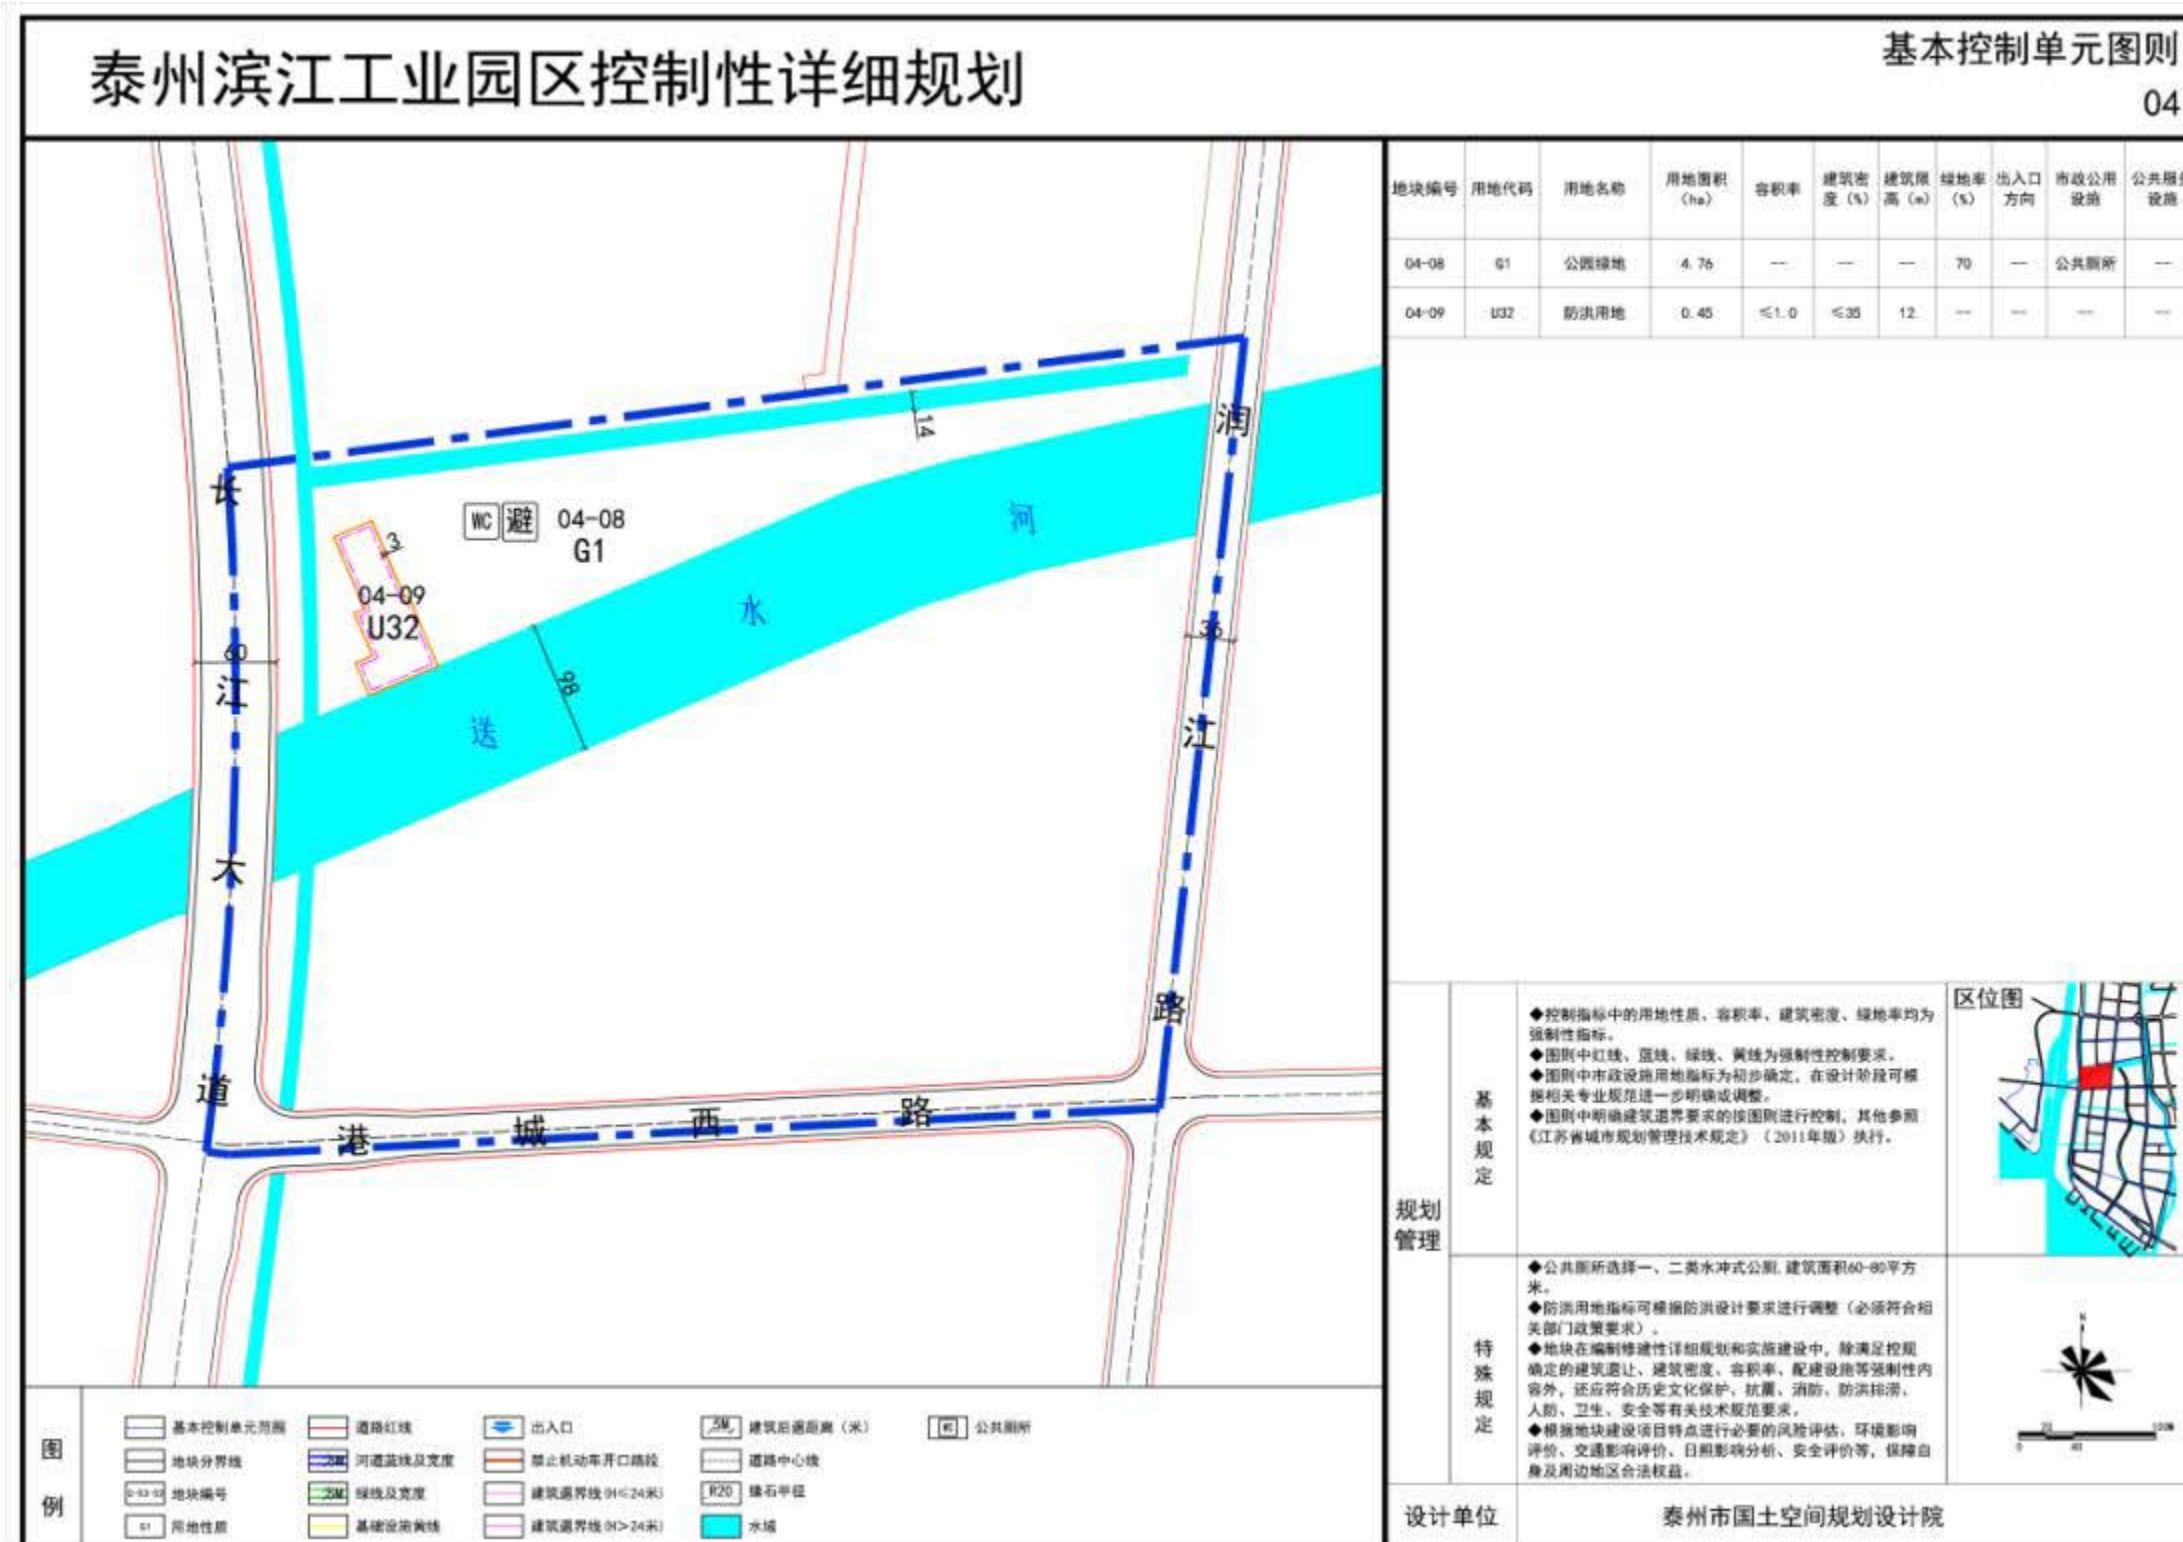 泰州滨江工业园区控制性详细规划
基本控制单元图则
04
地块编号 用地代码 用地名称 用地面积（ha） 容积率 建筑密度（%） 建筑限高（m） 绿地率（%） 出入口方向 市政公用设施 公共服务设施
04-08 G1 公园绿地 4.76 -- -- -- 70 -- 公共厕所 --
04-09 U32 防洪用地 0.45 ≤1.0 ≤35 12 -- -- -- --
长江大道
润江路
港城西路
送水河
14
WC 避 04-08
G1
3
04-09
U32
60
98
36
规划管理
基本规定
◆控制指标中的用地性质、容积率、建筑密度、绿地率均为
强制性指标。
◆图则中红线、蓝线、绿线、黄线为强制性控制要求。
◆图则中市政设施用地指标为初步确定，在设计阶段可根
据相关专业规范进一步明确或调整。
◆图则中明确建筑退界要求的按图则进行控制，其他参照
《江苏省城市规划管理技术规定》（2011年版）执行。
区位图
特殊规定
◆公共厕所选择一、二类水冲式公厕，建筑面积60-80平方
米。
◆防洪用地指标可根据防洪设计要求进行调整（必须符合相
关部门政策要求）。
◆地块在编制修建性详细规划和实施建设中，除满足控规
确定的建筑退让、建筑密度、容积率、配建设施等强制性内
容外，还应符合历史文化保护、抗震、消防、防洪排涝、
人防、卫生、安全等有关技术规范要求。
◆根据地块建设项目特点进行必要的风险评估、环境影响
评价、交通影响评价、日照影响分析、安全评价等，保障自
身及周边地区合法权益。
N
0 20 40 100m
设计单位 泰州市国土空间规划设计院
图例
基本控制单元范围 道路红线 出入口 5M 建筑后退距离（米） WC 公共厕所
地块分界线 河道蓝线及宽度 禁止机动车开口路段 道路中心线
地块编号 绿线及宽度 建筑退界线(H≤24米) R20 缘石半径
G1 用地性质 基础设施黄线 建筑退界线(H>24米) 水域